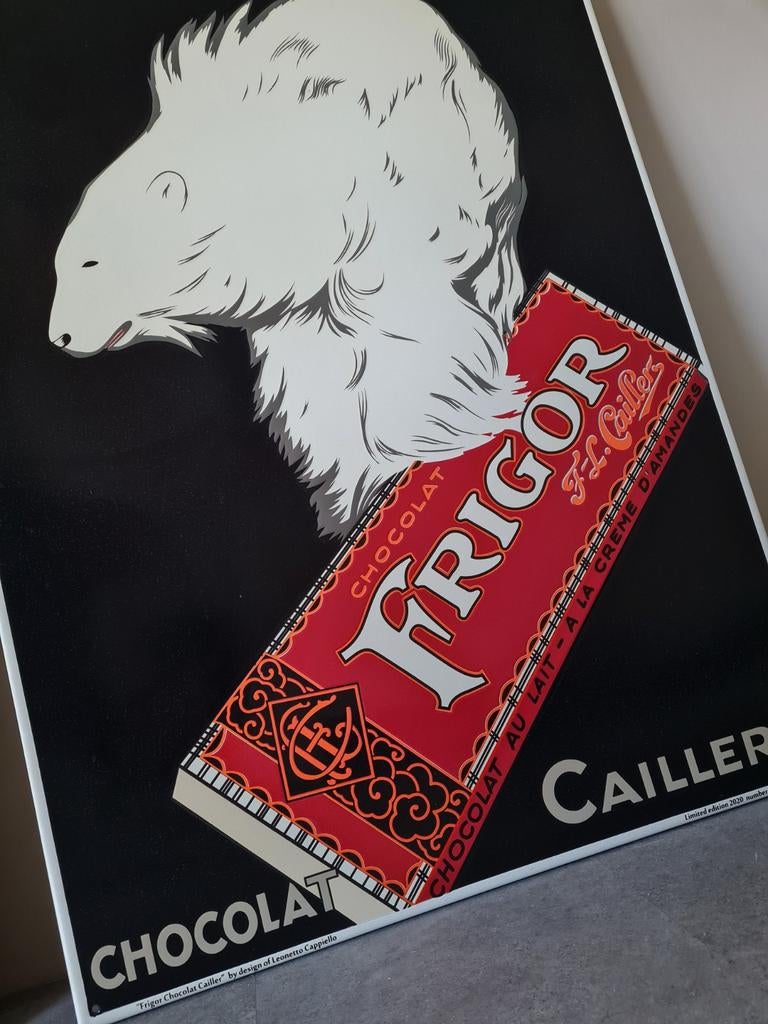 CHOCOLAT
FRIGOR
F-L. Cailler
CHOCOLAT AU LAIT - A LA CREME D'AMANDES
CHOCOLAT CAILLER
"Frigor Chocolat Cailler" by design of Leonetto Cappiello
Limited edition 2020 number